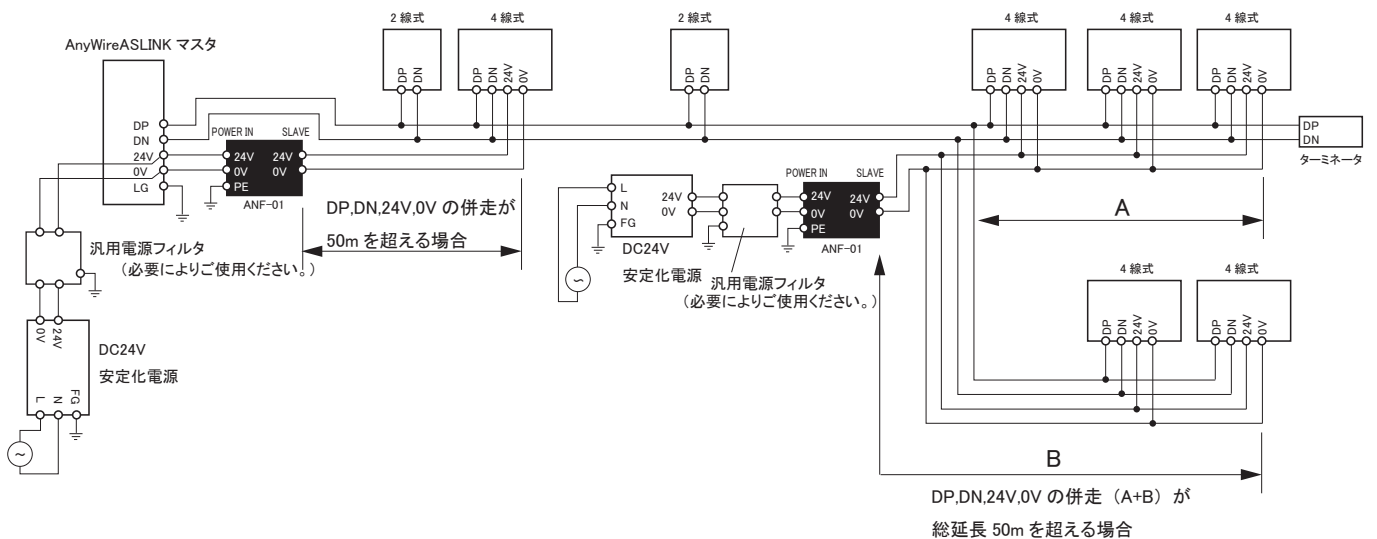 2 線式
4 線式
2 線式
4 線式
4 線式
4 線式
AnyWireASLINK マスタ
DP
DN
DP
DN
24V
0V
DP
DN
DP
DN
24V
0V
DP
DN
24V
0V
DP
DN
24V
0V
DP
DN
24V
0V
LG
POWER IN
SLAVE
24V
0V
PE
24V
0V
ANF-01
DP
DN
ターミネータ
DP,DN,24V,0V の併走が
50m を超える場合
汎用電源フィルタ
(必要によりご使用ください。)
0V
24V
DC24V
安定化電源
L
N
FG
~
L
N
FG
24V
0V
DC24V
安定化電源
~
汎用電源フィルタ
(必要によりご使用ください。)
POWER IN
SLAVE
24V
0V
PE
24V
0V
ANF-01
A
4 線式
4 線式
DP
DN
24V
0V
DP
DN
24V
0V
B
DP,DN,24V,0V の併走(A+B)が
総延長 50m を超える場合